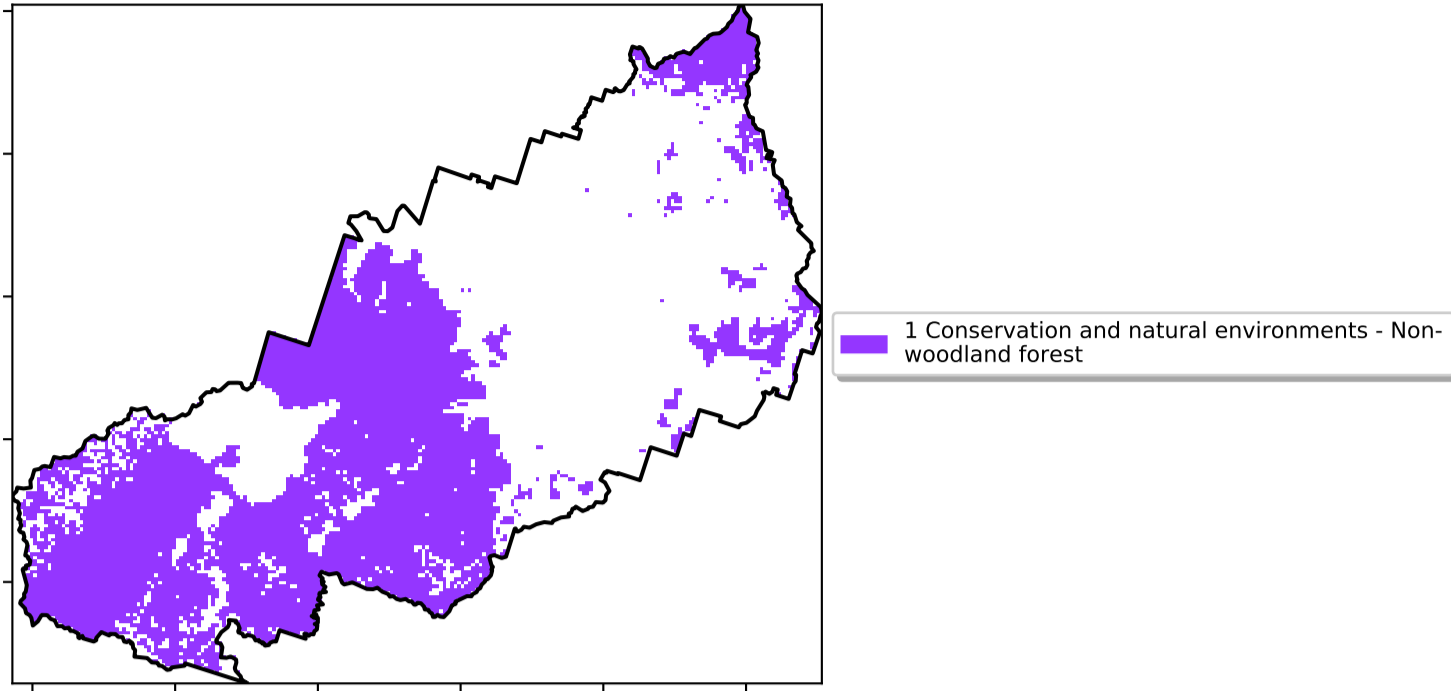 1 Conservation and natural environments - Non-
woodland forest